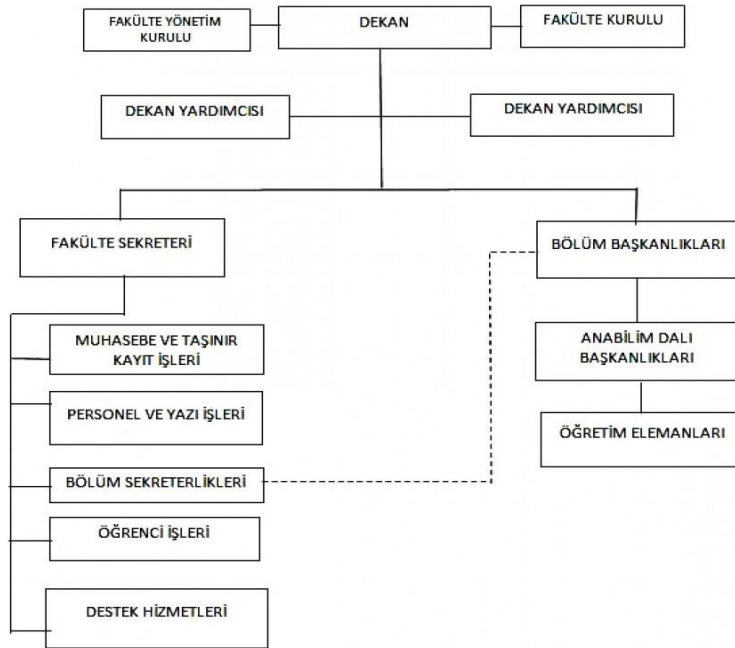 FAKÜLTE YÖNETİM
KURULU
DEKAN
FAKÜLTE KURULU
DEKAN YARDIMCISI
DEKAN YARDIMCISI
FAKÜLTE SEKRETERİ
BÖLÜM BAŞKANLIKLARI
MUHASEBE VE TAŞINIR
KAYIT İŞLERİ
ANABİLİM DALI
BAŞKANLIKLARI
PERSONEL VE YAZI İŞLERİ
ÖĞRETİM ELEMANLARI
BÖLÜM SEKRETERLİKLERİ
ÖĞRENCİ İŞLERİ
DESTEK HİZMETLERİ